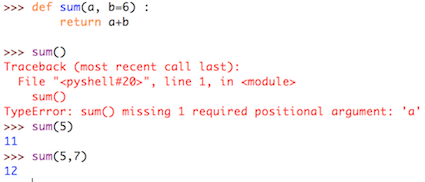 >>> def sum(a, b=6) :
        return a+b

>>> sum()
Traceback (most recent call last):
  File "<pyshell#20>", line 1, in <module>
    sum()
TypeError: sum() missing 1 required positional argument: 'a'
>>> sum(5)
11
>>> sum(5,7)
12